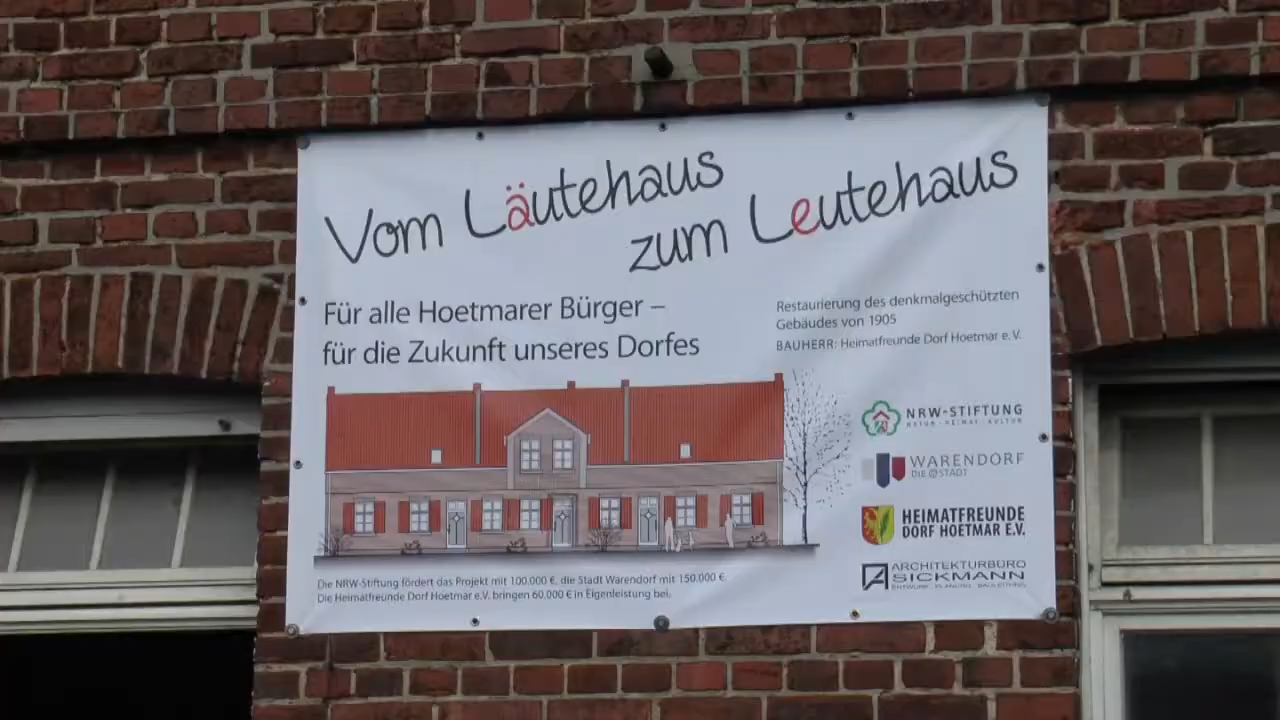 Vom Läutehaus
zum Leutehaus
Für alle Hoetmarer Bürger –
für die Zukunft unseres Dorfes
Restaurierung des denkmalgeschützten
Gebäudes von 1905
BAUHERR: Heimatfreunde Dorf Hoetmar e.V.
NRW-STIFTUNG
NATUR · HEIMAT · KULTUR
WARENDORF
DIE @ STADT
HEIMATFREUNDE
DORF HOETMAR E.V.
ARCHITEKTURBÜRO
SICKMANN
Die NRW-Stiftung fördert das Projekt mit 100.000 €, die Stadt Warendorf mit 150.000 €.
Die Heimatfreunde Dorf Hoetmar e.V. bringen 60.000 € in Eigenleistung bei.